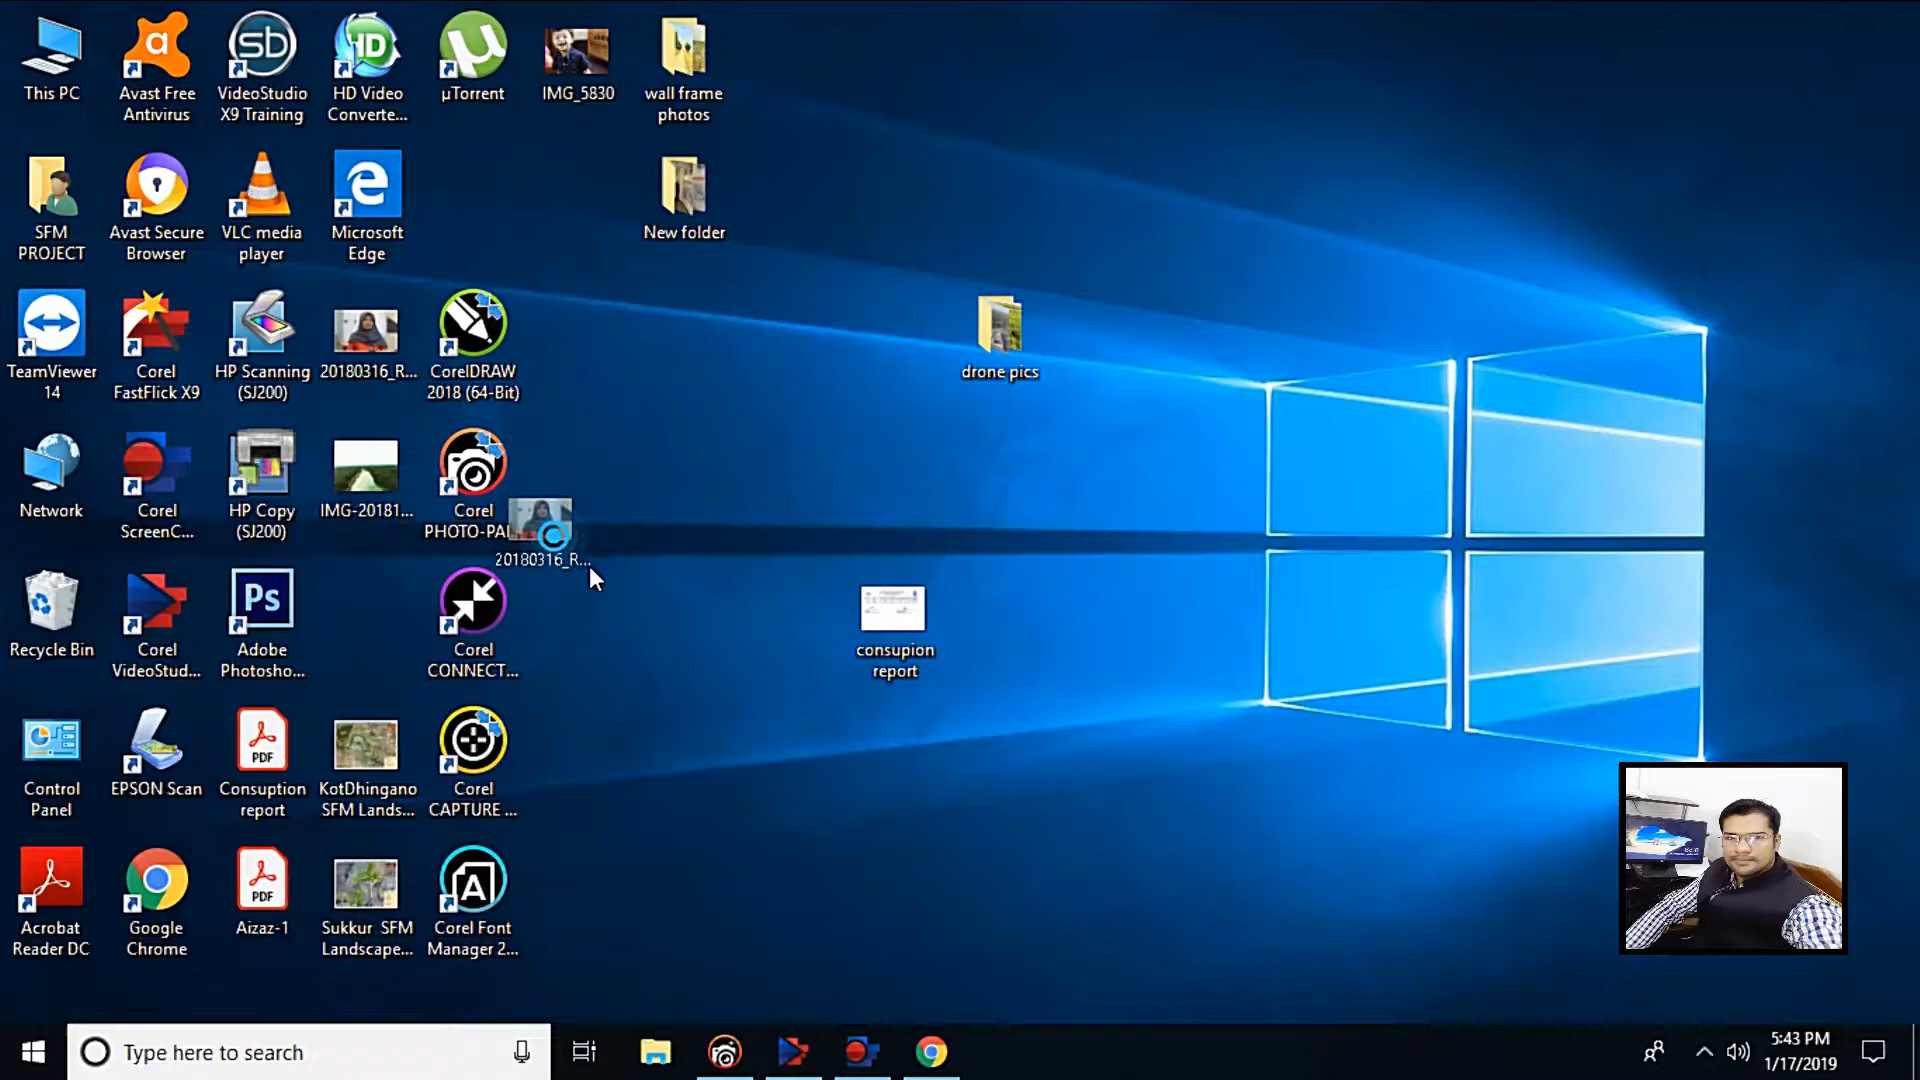 This PC
Avast Free
Antivirus
VideoStudio
X9 Training
HD Video
Converte...
µTorrent
IMG_5830
wall frame
photos
SFM
PROJECT
Avast Secure
Browser
VLC media
player
Microsoft
Edge
New folder
TeamViewer
14
Corel
FastFlick X9
HP Scanning
(SJ200)
20180316_R...
CorelDRAW
2018 (64-Bit)
drone pics
Network
Corel
ScreenC...
HP Copy
(SJ200)
IMG-20181...
Corel
PHOTO-PA
20180316_R...
Recycle Bin
Corel
VideoStud...
Ps
Adobe
Photosho...
Corel
CONNECT...
consupion
report
Control
Panel
EPSON Scan
PDF
Consuption
report
KotDhingano
SFM Lands...
Corel
CAPTURE ...
Acrobat
Reader DC
Google
Chrome
PDF
Aizaz-1
Sukkur SFM
Landscape...
Corel Font
Manager 2...
Type here to search
5:43 PM
1/17/2019